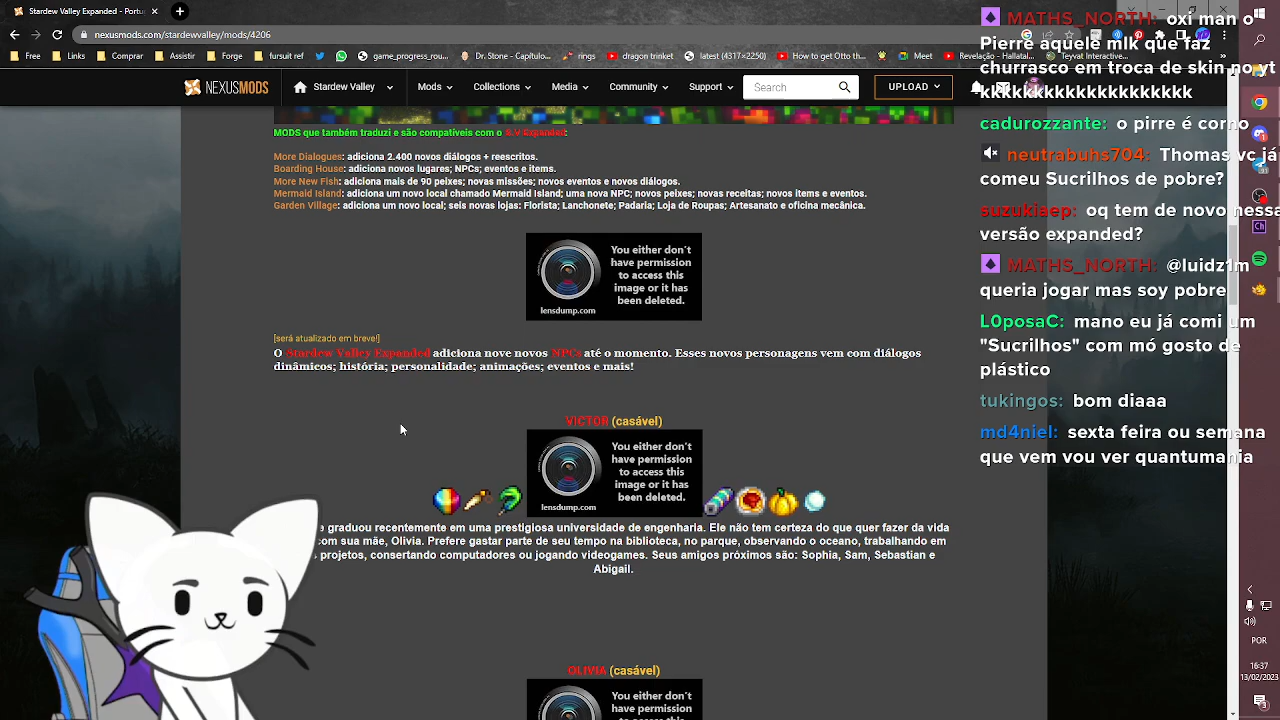 Stardew Valley Expanded - Portu
nexusmods.com/stardewvalley/mods/4206
Free
Comprar
Assistir
Group
fursuit ref
game_progress_rou...
Dr. Stone - Capítulo...
rings
dragon trinket
latest (4317×2250)
How to get Otto th...
Meet
Revelação - Valleyst...
Teyvat Interactive...
NEXUSMODS
Stardew Valley
Mods
Collections
Media
Community
Support
Search
UPLOAD
MODS que também traduzi e são compatíveis com o S.V Expanded:
More Dialogues: adiciona 2.400 novos diálogos + reescritos.
Boarding House: adiciona novos lugares; NPCs; eventos e items.
More New Fish: adiciona mais de 90 peixes; novas missões; novos eventos e novos diálogos.
Mermaid Island: adiciona um novo local chamado Mermaid Island; uma nova NPC; novos peixes; novas receitas; novos items e eventos.
Garden Village: adiciona um novo local; seis novas lojas: Florista; Lanchonete; Padaria; Loja de Roupas; Artesanato e oficina mecânica.
You either don't
have permission
to access this
image or it has
been deleted.
lensdump.com
[será atualizado em breve!]
O Stardew Valley Expanded adiciona nove novos NPCs até o momento. Esses novos personagens vem com diálogos
dinâmicos; história; personalidade; animações; eventos e mais!
VICTOR (casável)
You either don't
have permission
to access this
image or it has
been deleted.
lensdump.com
e graduou recentemente em uma prestigiosa universidade de engenharia. Ele não tem certeza do que quer fazer da vida
com sua mãe, Olivia. Prefere gastar parte de seu tempo na biblioteca, no parque, observando o oceano, trabalhando em
s projetos, consertando computadores ou jogando videogames. Seus amigos próximos são: Sophia, Sam, Sebastian e
Abigail.
OLIVIA (casável)
You either don't
have permission
MATHS_NORTH: oxi man o
Pierre aquele mlk que faz
churrasco em troca de skin no
kkkkkkkkkkkkkkkkk
cadurozzante: o pirre é como
neutrabuhs704: Thomas vc já
comeu Sucrilhos de pobre?
suzukiaep: oq tem de novo nessa
versão expanded?
MATHS_NORTH: @luidz1m
queria jogar mas soy pobre
L0posaC: mano eu já comi um
"Sucrilhos" com mó gosto de
plástico
tukingos: bom diaaa
md4niel: sexta feira ou semana
que vem vou ver quantumania
POR
13/02/2023